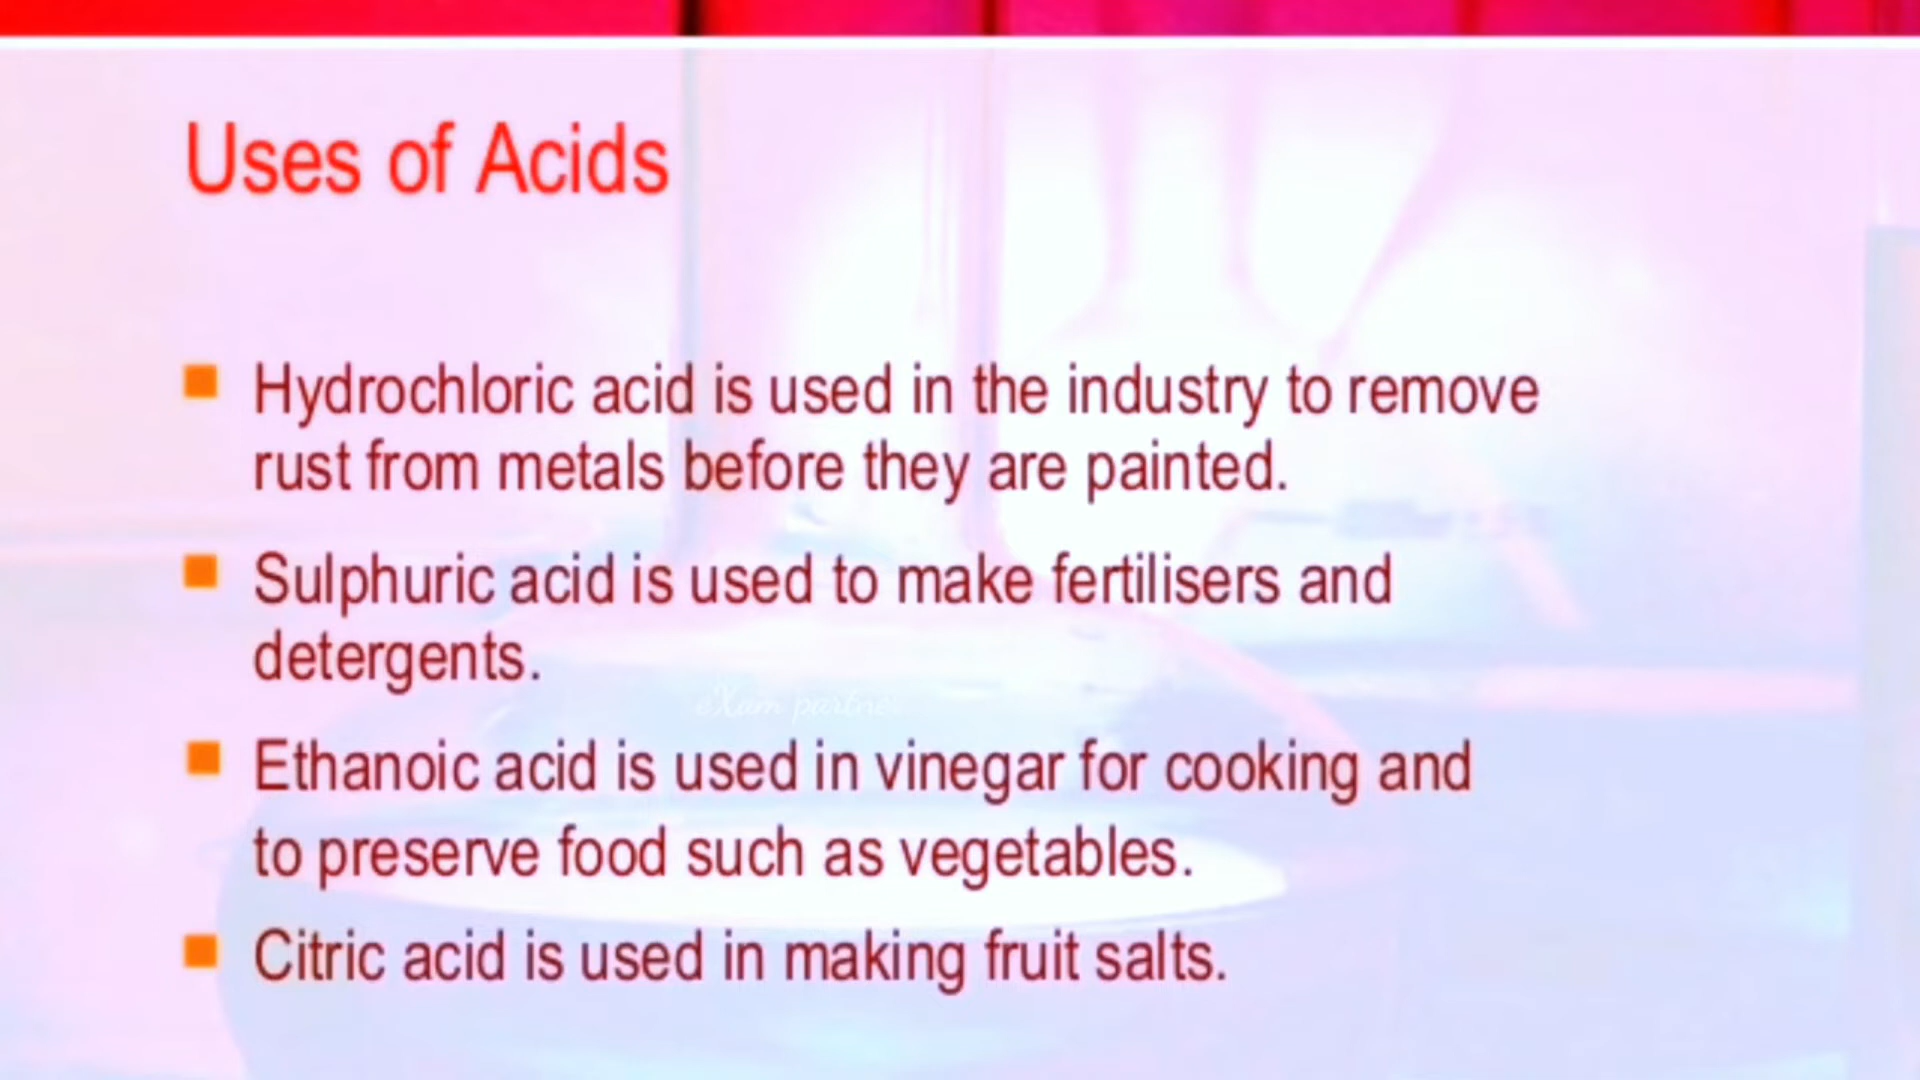 Uses of Acids
Hydrochloric acid is used in the industry to remove
rust from metals before they are painted.
Sulphuric acid is used to make fertilisers and
detergents.
eXam partner
Ethanoic acid is used in vinegar for cooking and
to preserve food such as vegetables.
Citric acid is used in making fruit salts.